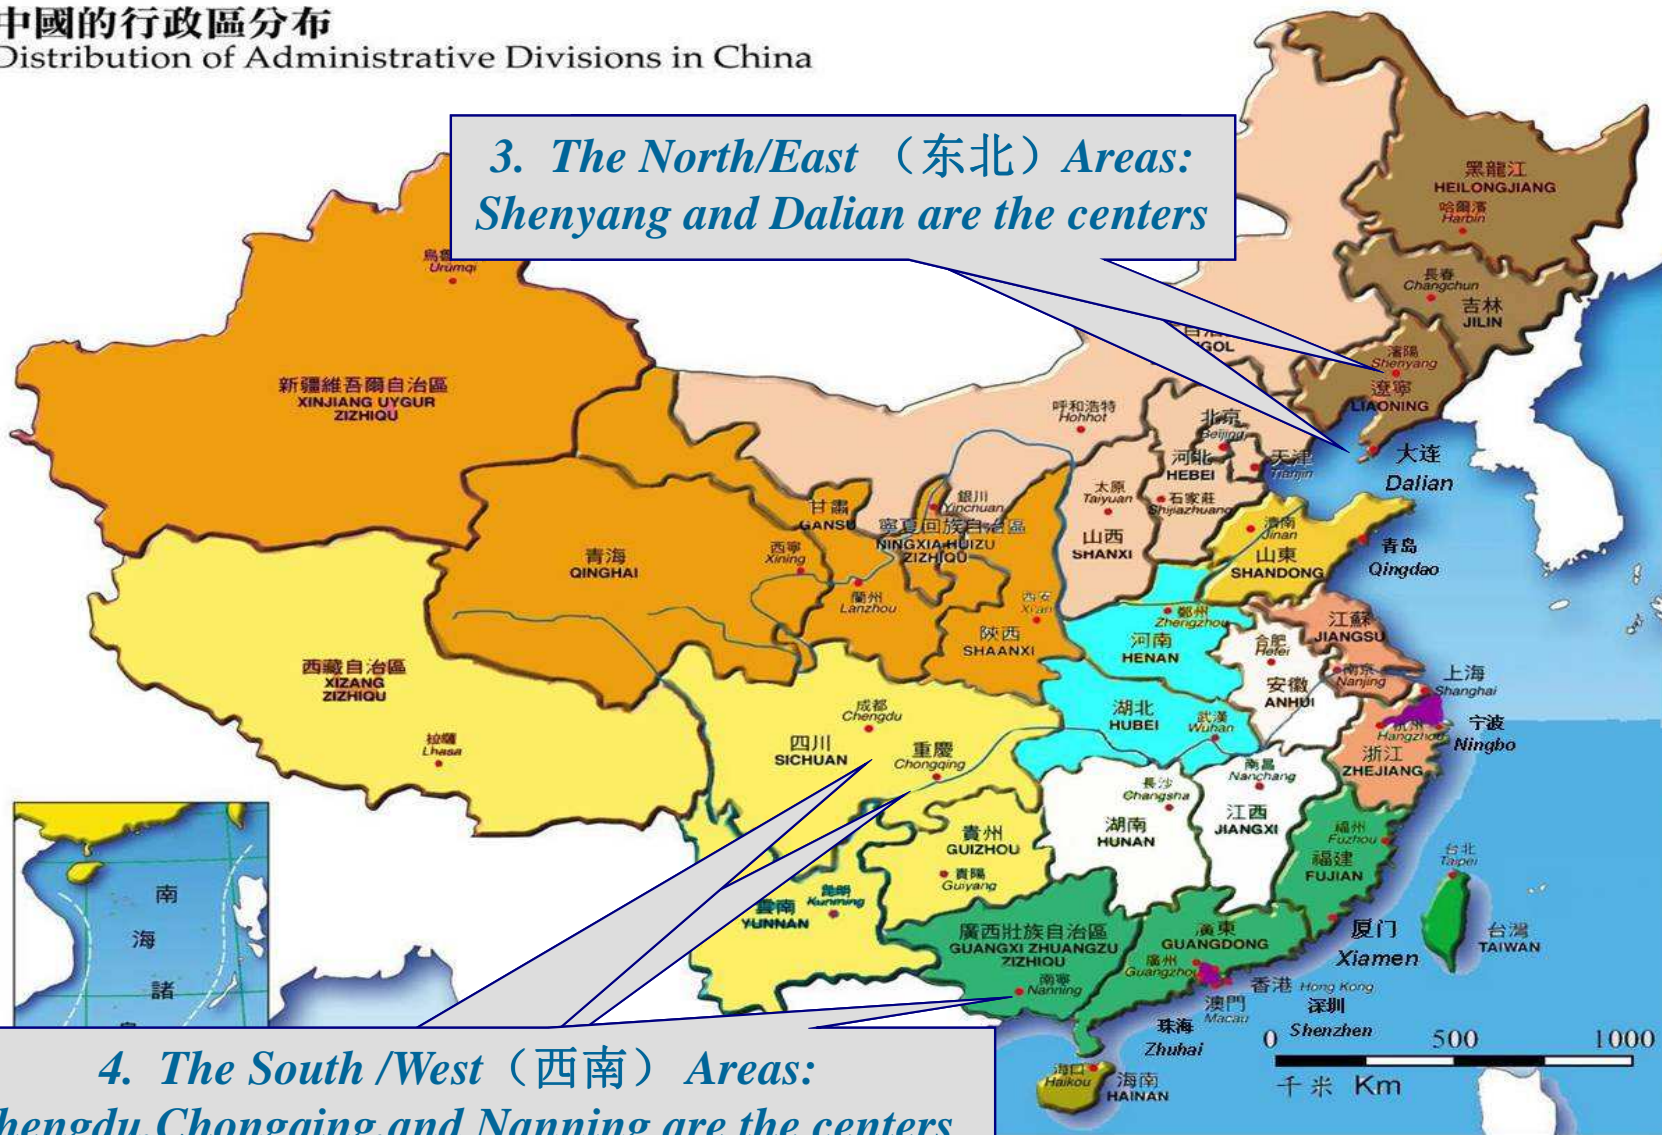 中國的行政區分布
Distribution of Administrative Divisions in China
3. The North/East （东北）Areas:
Shenyang and Dalian are the centers
黑龍江
HEILONGJIANG
哈爾濱
Harbin
長春
Changchun
吉林
JILIN
瀋陽
Shenyang
遼寧
LIAONING
大连
Dalian
Urumqi
新疆維吾爾自治區
XINJIANG UYGUR
ZIZHIQU
呼和浩特
Hohhot
北京
Beijing
天津
Tianjin
河北
HEBEI
石家莊
Shijiazhuang
太原
Taiyuan
山西
SHANXI
濟南
Jinan
山東
SHANDONG
青岛
Qingdao
甘肅
GANSU
銀川
Yinchuan
寧夏回族自治區
NINGXIA HUIZU
ZIZHIQU
青海
QINGHAI
西寧
Xining
蘭州
Lanzhou
西安
Xi'an
陝西
SHAANXI
鄭州
Zhengzhou
河南
HENAN
合肥
Hefei
安徽
ANHUI
江蘇
JIANGSU
南京
Nanjing
上海
Shanghai
西藏自治區
XIZANG
ZIZHIQU
拉薩
Lhasa
成都
Chengdu
四川
SICHUAN
重慶
Chongqing
湖北
HUBEI
武漢
Wuhan
杭州
Hangzhou
宁波
Ningbo
浙江
ZHEJIANG
長沙
Changsha
湖南
HUNAN
南昌
Nanchang
江西
JIANGXI
貴州
GUIZHOU
貴陽
Guiyang
昆明
Kunming
雲南
YUNNAN
福州
Fuzhou
福建
FUJIAN
台北
Taipei
台灣
TAIWAN
厦门
Xiamen
廣西壯族自治區
GUANGXI ZHUANGZU
ZIZHIQU
南寧
Nanning
廣東
GUANGDONG
廣州
Guangzhou
香港 Hong Kong
澳門
Macau
深圳
Shenzhen
珠海
Zhuhai
海口
Haikou
海南
HAINAN
南
海
諸
0 500 1000
千米 Km
4. The South /West（西南） Areas:
hengdu,Chongqing,and Nanning are the centers